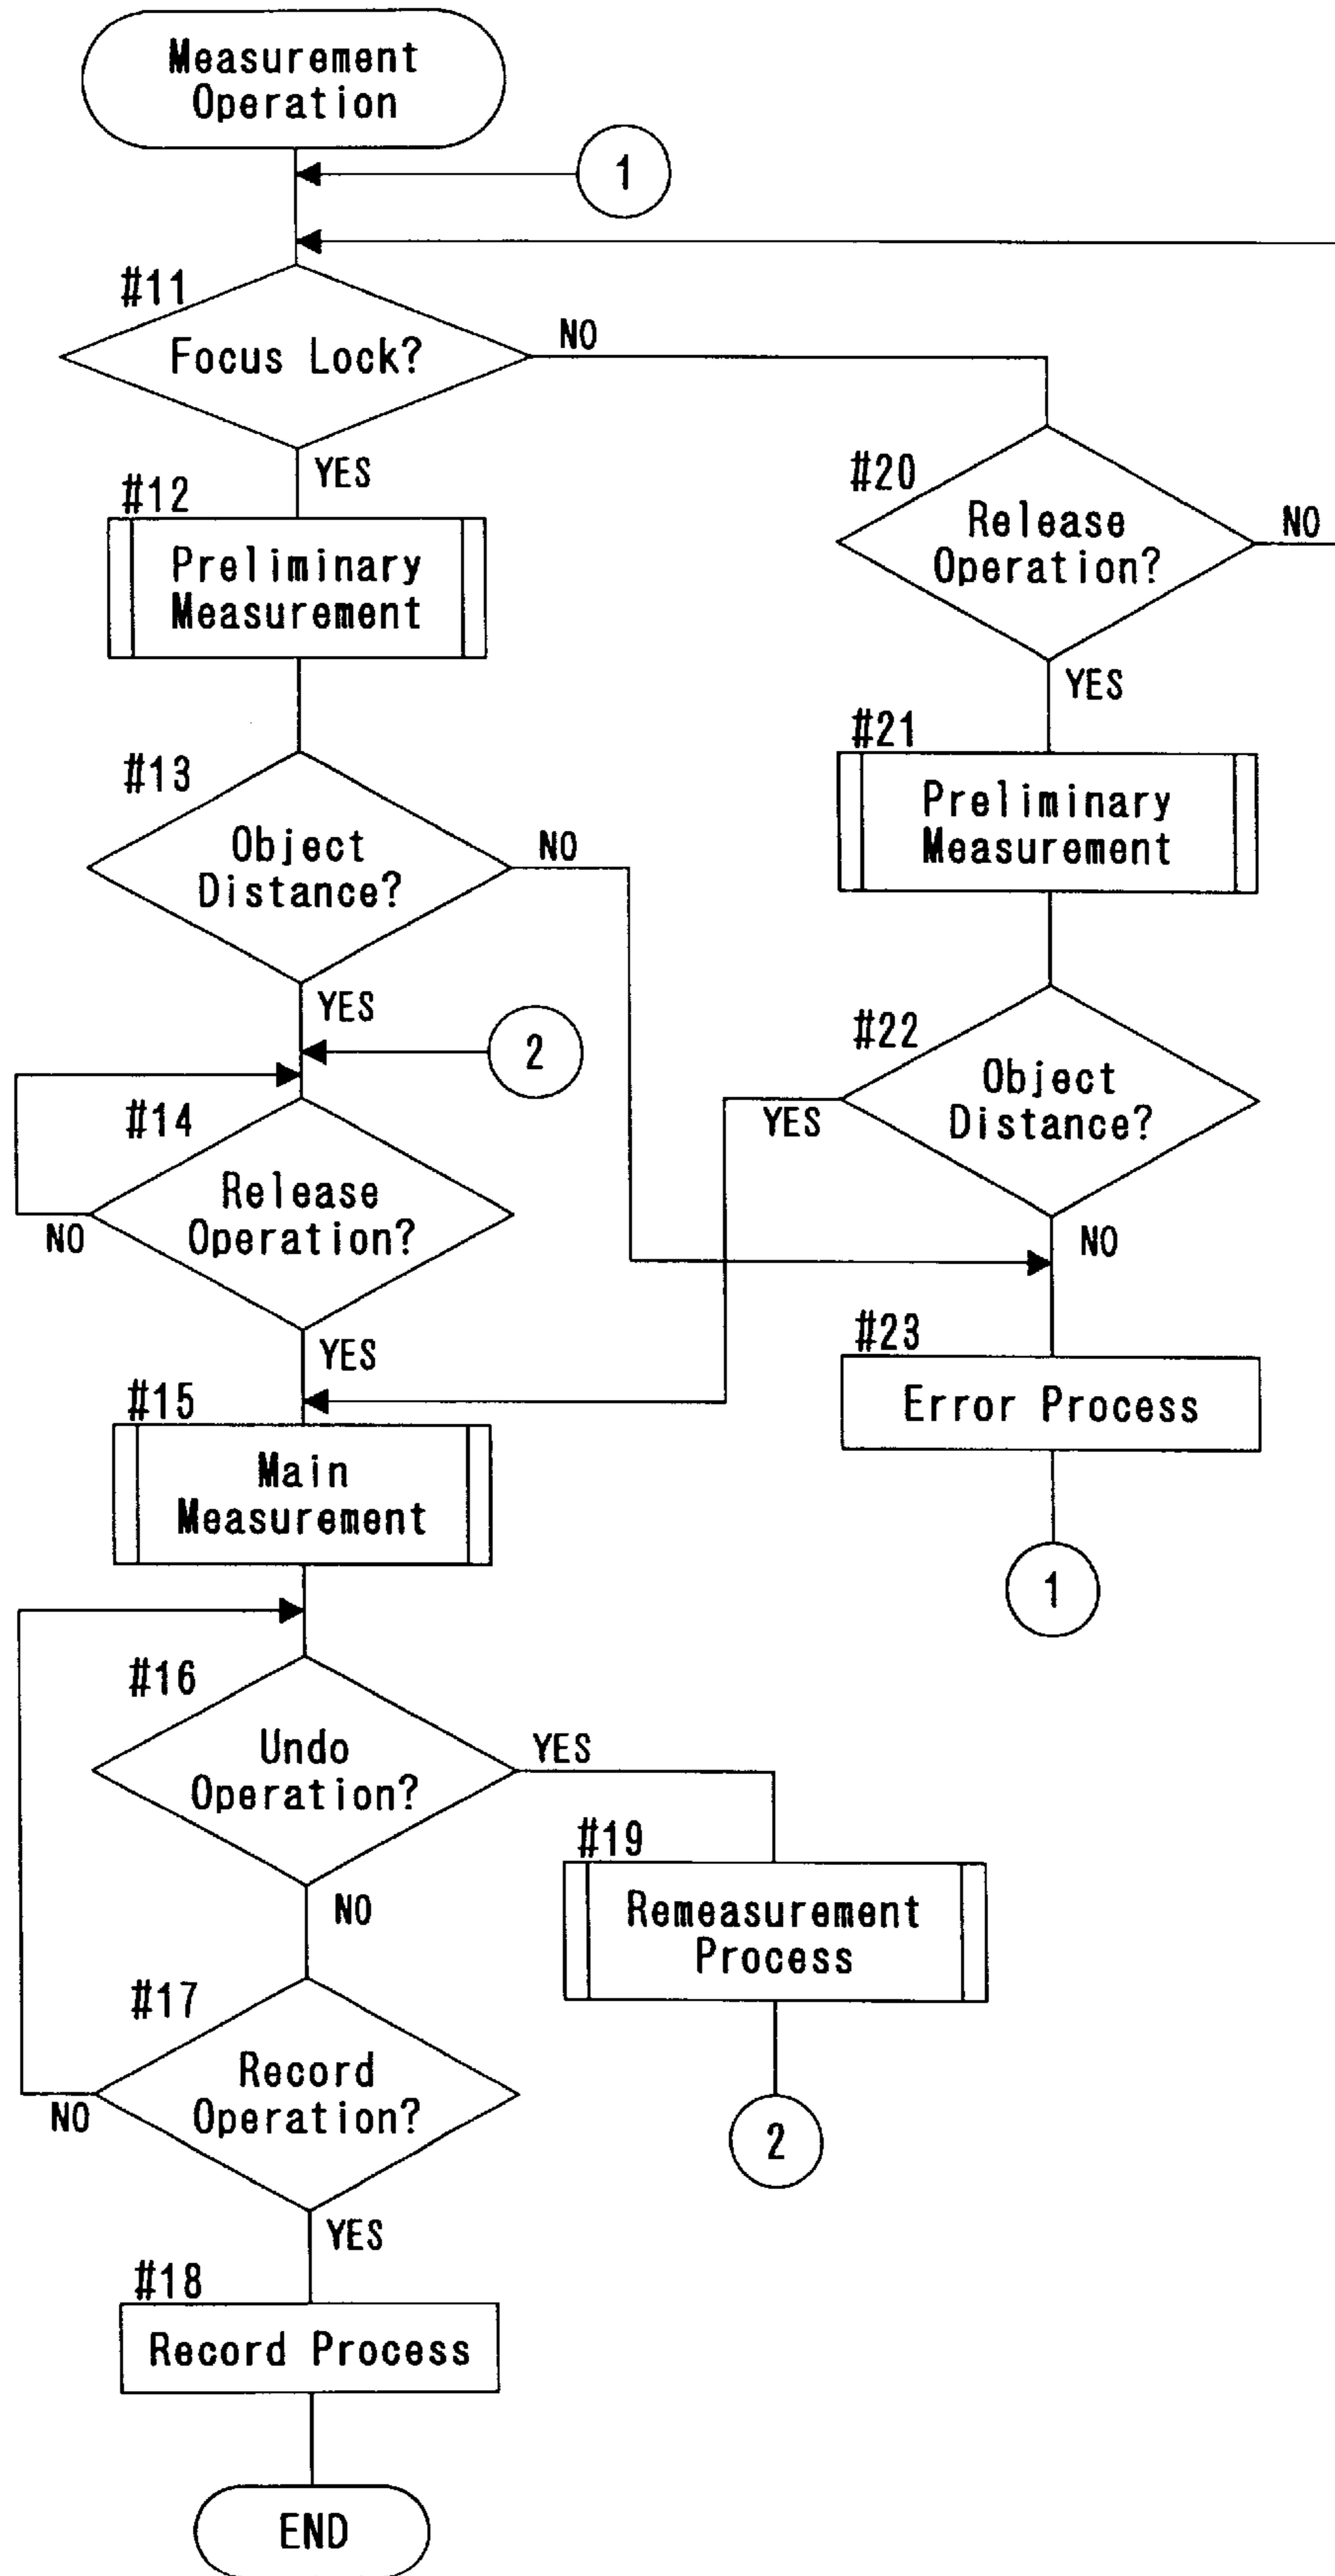 Measurement
Operation
1
#11
Focus Lock?
NO
YES
#12
Preliminary
Measurement
#20
Release
Operation?
NO
YES
#21
Preliminary
Measurement
#13
Object
Distance?
NO
YES
2
#22
Object
Distance?
YES
NO
#14
Release
Operation?
NO
YES
#23
Error Process
1
#15
Main
Measurement
#16
Undo
Operation?
YES
NO
#19
Remeasurement
Process
2
#17
Record
Operation?
NO
YES
#18
Record Process
END